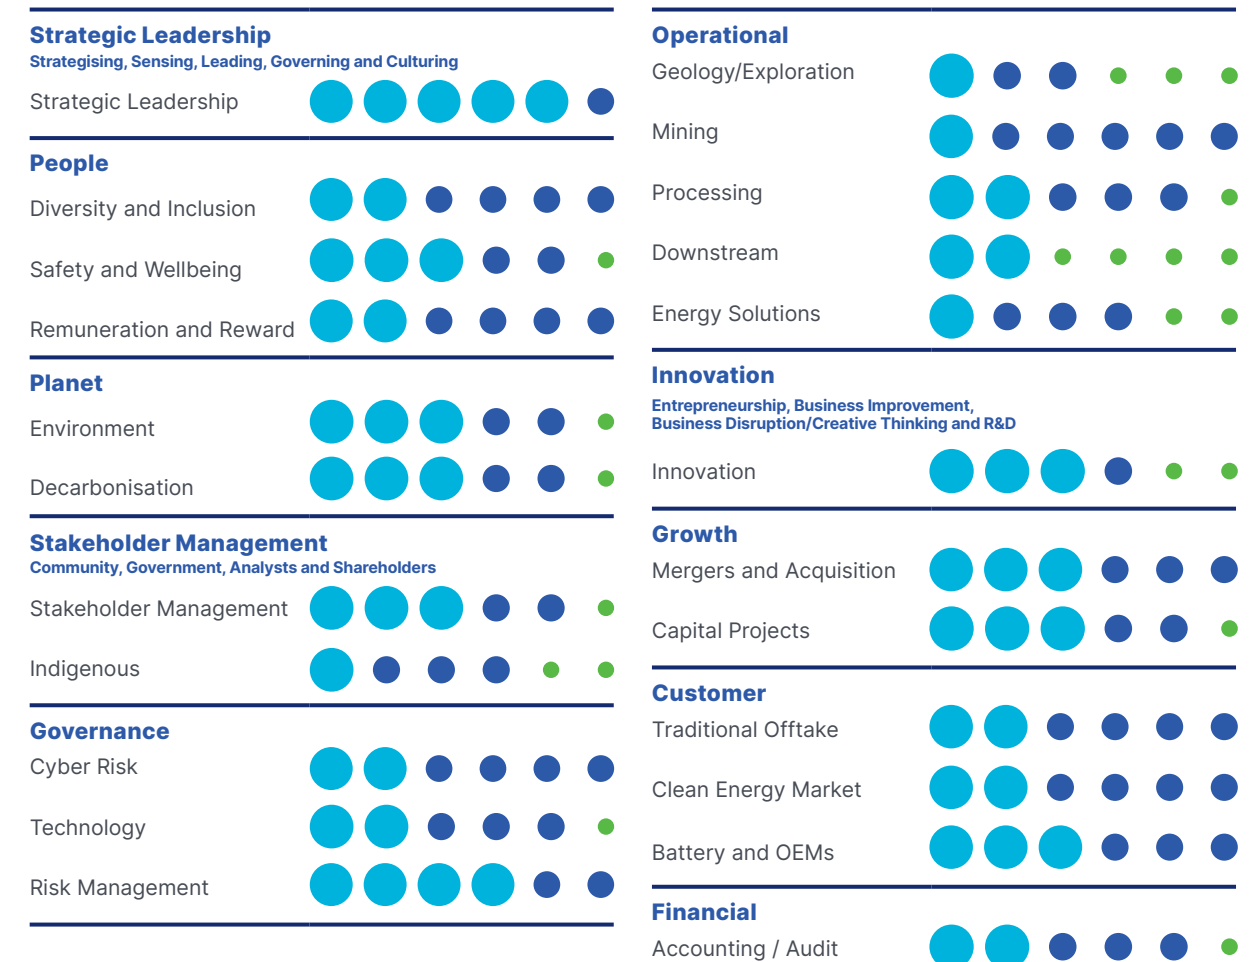 Strategic Leadership
Strategising, Sensing, Leading, Governing and Culturing
Strategic Leadership
People
Diversity and Inclusion
Safety and Wellbeing
Remuneration and Reward
Planet
Environment
Decarbonisation
Stakeholder Management
Community, Government, Analysts and Shareholders
Stakeholder Management
Indigenous
Governance
Cyber Risk
Technology
Risk Management
Operational
Geology/Exploration
Mining
Processing
Downstream
Energy Solutions
Innovation
Entrepreneurship, Business Improvement,
Business Disruption/Creative Thinking and R&D
Innovation
Growth
Mergers and Acquisition
Capital Projects
Customer
Traditional Offtake
Clean Energy Market
Battery and OEMs
Financial
Accounting / Audit